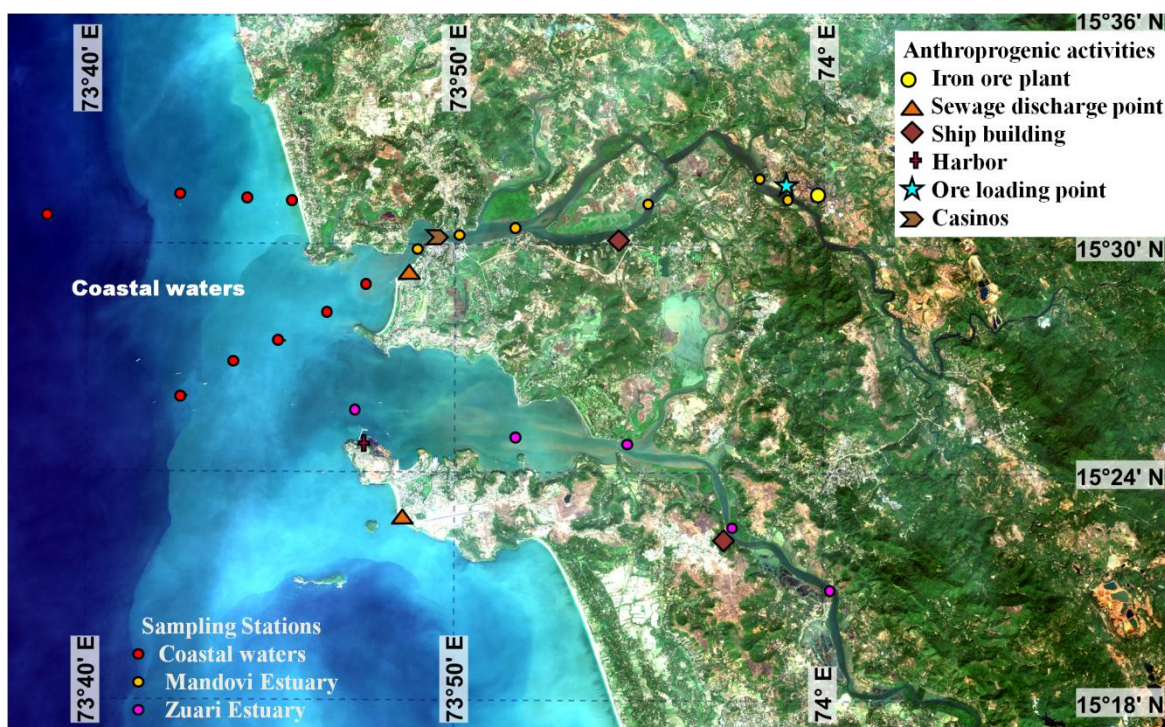 15°36' N
73°40' E
73°50' E
74° E
Anthroprogenic activities
Iron ore plant
Sewage discharge point
Ship building
Harbor
Ore loading point
Casinos
15°30' N
Coastal waters
15°24' N
Sampling Stations
Coastal waters
Mandovi Estuary
Zuari Estuary
73°40' E
73°50' E
74° E
15°18' N